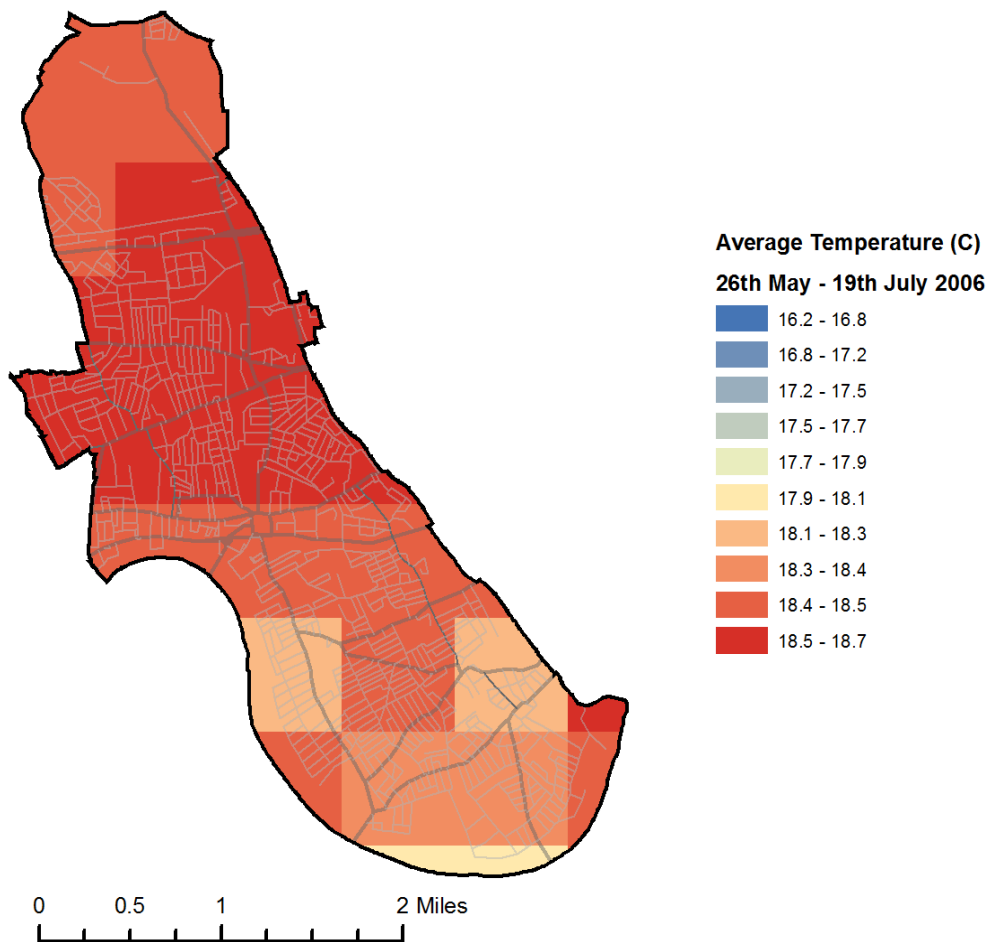 Average Temperature (C)
26th May - 19th July 2006
16.2 - 16.8
16.8 - 17.2
17.2 - 17.5
17.5 - 17.7
17.7 - 17.9
17.9 - 18.1
18.1 - 18.3
18.3 - 18.4
18.4 - 18.5
18.5 - 18.7
0 0.5 1 2 Miles